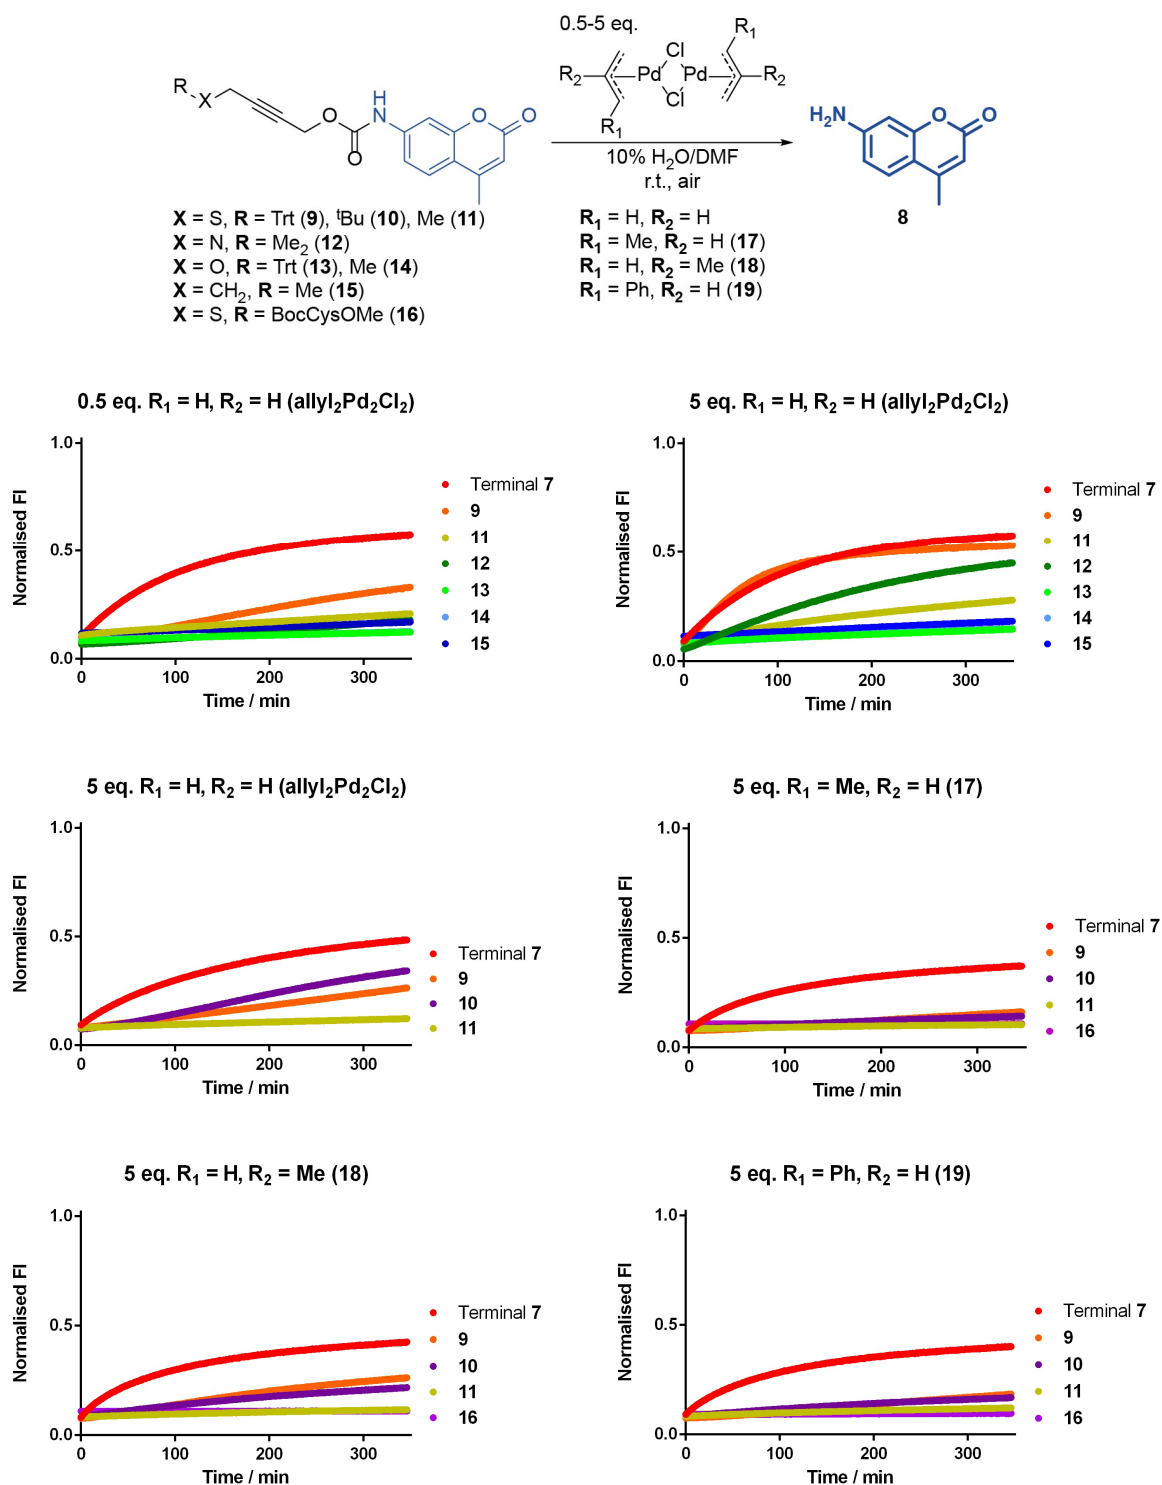 0.5-5 eq.
R1
R2
Pd
Cl
Pd
Cl
R2
R1
R
X
O
O
H
N
O
O
10% H2O/DMF
r.t., air
H2N
O
O
X = S, R = Trt (9), tBu (10), Me (11)
X = N, R = Me2 (12)
X = O, R = Trt (13), Me (14)
X = CH2, R = Me (15)
X = S, R = BocCysOMe (16)
R1 = H, R2 = H
R1 = Me, R2 = H (17)
R1 = H, R2 = Me (18)
R1 = Ph, R2 = H (19)
8
0.5 eq. R1 = H, R2 = H (allyl2Pd2Cl2)
Normalised FI
1.0
0.5
0.0
0 100 200 300
Time / min
Terminal 7
9
11
12
13
14
15
5 eq. R1 = H, R2 = H (allyl2Pd2Cl2)
Normalised FI
1.0
0.5
0.0
0 100 200 300
Time / min
Terminal 7
9
11
12
13
14
15
5 eq. R1 = H, R2 = H (allyl2Pd2Cl2)
Normalised FI
1.0
0.5
0.0
0 100 200 300
Time / min
Terminal 7
9
10
11
5 eq. R1 = Me, R2 = H (17)
Normalised FI
1.0
0.5
0.0
0 100 200 300
Time / min
Terminal 7
9
10
11
16
5 eq. R1 = H, R2 = Me (18)
Normalised FI
1.0
0.5
0.0
0 100 200 300
Time / min
Terminal 7
9
10
11
16
5 eq. R1 = Ph, R2 = H (19)
Normalised FI
1.0
0.5
0.0
0 100 200 300
Time / min
Terminal 7
9
10
11
16